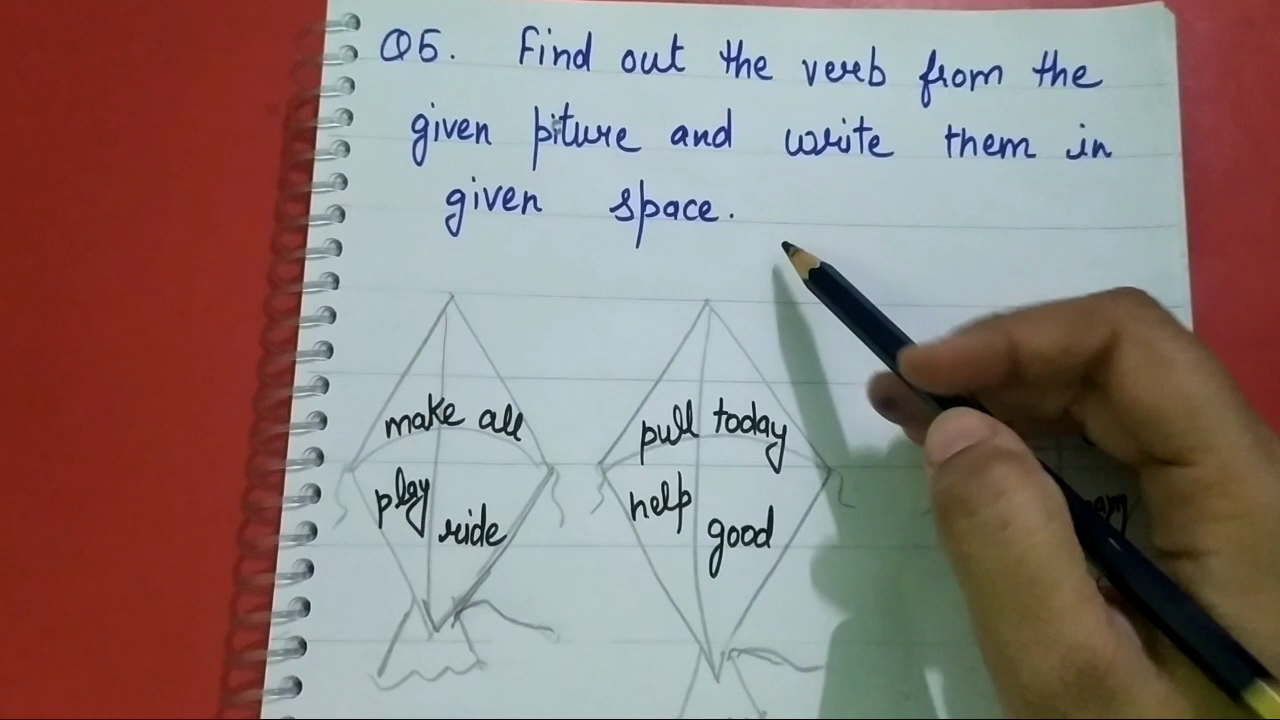 Q5. Find out the verb from the
given piture and write them in
given space.
make all
play
ride
pull today
help
good